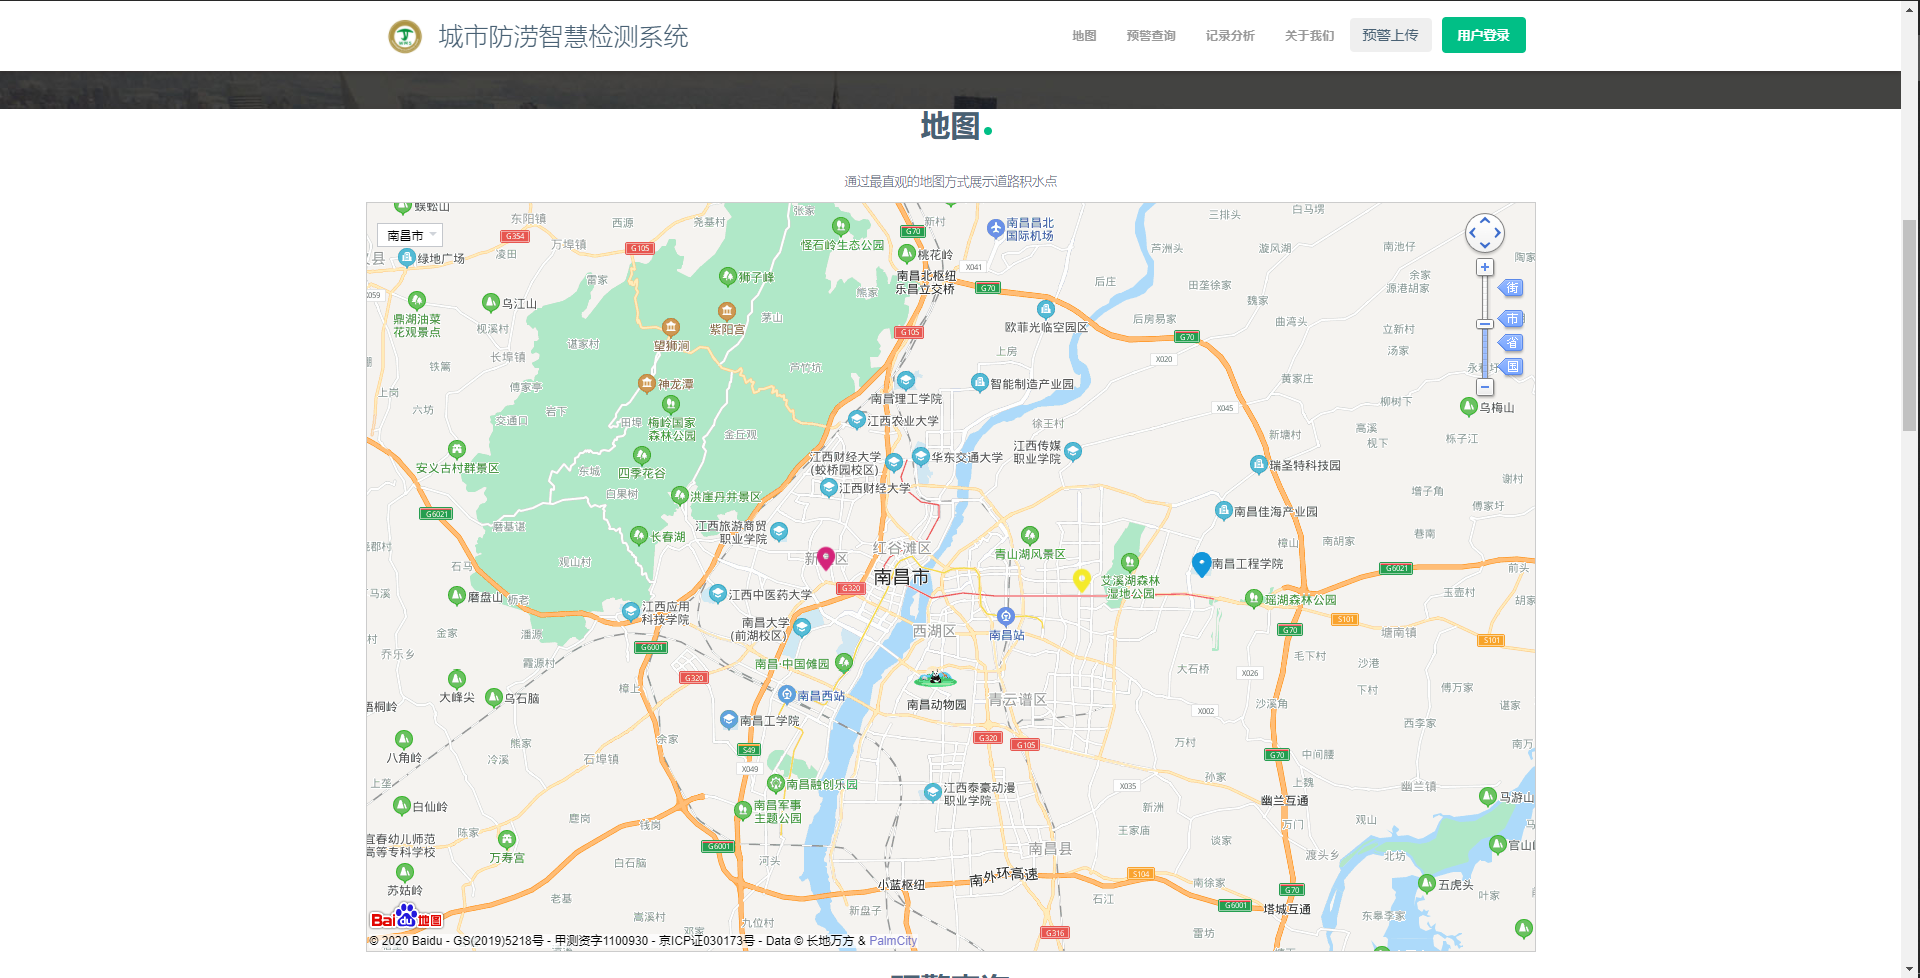 城市防涝智慧检测系统
地图
预警查询
记录分析
关于我们
预警上传
用户登录
地图
通过最直观的地图方式展示道路积水点
南昌市
蜈蚣山
东阳镇
西源
尧基村
张家
新村
南昌昌北
国际机场
三排头
白马塄
G354
万埠镇
G105
怪石岭生态公园
G70
桃花岭
芦洲头
漩风湖
南池仔
陶家
义县
绿地广场
凌田
X041
南昌北枢纽
乐昌立交桥
G70
后庄
田垄徐家
余家
源港胡家
街
X059
鼎湖油菜
花观景点
乌江山
雷家
狮子峰
熊家
魏家
紫阳宫
茅山
欧菲光临空园区
后房易家
曲湾头
市
枧溪村
谌家村
望狮涧
G105
G70
立新村
省
长埠镇
铁篱
芦竹坑
上房
X020
汤家
国
上岗
傅家亭
神龙潭
南昌理工学院
智能制造产业园
黄家庄
六坊
交通口
岩下
田埠
梅岭国家
森林公园
金丘观
江西农业大学
徐王村
X045
柳树下
乌梅山
新塘村
高溪
枧下
栎子江
安义古村群景区
东城
四季花谷
江西财经大学
(蛟桥园校区)
华东交通大学
江西传媒
职业学院
瑞圣特科技园
谢村
白果树
洪崖丹井景区
江西财经大学
增子角
傅家圩
G6021
磨基谌
江西旅游商贸
职业学院
南昌佳海产业园
长春湖
巷南
观山村
红谷滩区
青山湖风景区
樟山
南胡家
石马
南昌市
艾溪湖森林
湿地公园
南昌工程学院
G6021
前头
G320
磨盘山
枥老
江西中医药大学
瑶湖森林公园
玉壶村
胡家
江西应用
科技学院
南昌大学
(前湖校区)
西湖区
南昌站
S101
G70
塘南镇
S101
金家
潘源
G6001
乔乐乡
霞源村
南昌·中国傩园
毛下村
沙港
大石桥
G320
X026
大峰尖
乌石脑
樟上
南昌西站
南昌动物园
青云谱区
下村
傅万家
沙溪角
谌家
梧桐岭
南昌工学院
X002
西李家
余家
G320
G105
万村
南万
八角岭
熊家
冷溪
石埠镇
S49
X049
G70
中间腰
上垄
南昌融创乐园
江西泰豪动漫
职业学院
X035
孙家
上魏
幽兰镇
白仙岭
南昌军事
主题公园
新洲
幽兰互通
马游山
鹿岗
钱岗
王家庙
万门
观山
宜春幼儿师范
高等专科学校
陈家
万寿宫
G6001
谈家
官山
白石脑
河头
南昌县
渡头乡
北坊
苏姑岭
小蓝枢纽
南外环高速
S104
南徐家
G70
五虎头
叶家
老基
石江
新盘子
G6001
塔城互通
东皋李家
Baidu地图
嵩溪村
九位村
G316
雷坊
© 2020 Baidu - GS(2019)5218号 - 甲测资字1100930 - 京ICP证030173号 - Data © 长地万方 & PalmCity